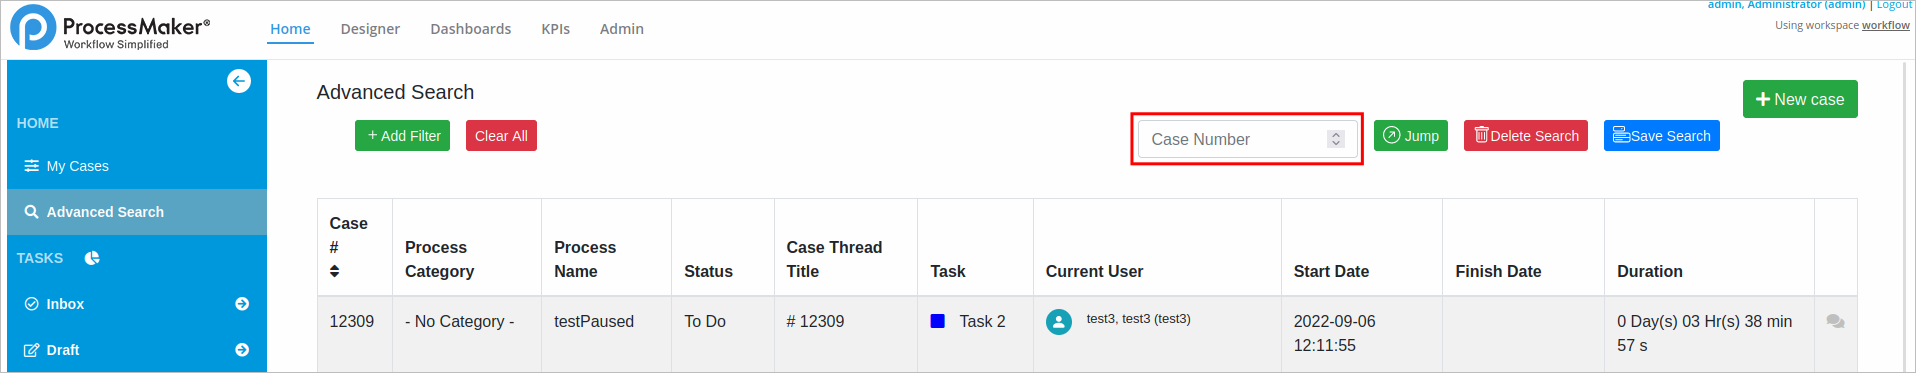 admin, Administrator (admin) | Logout
Using workspace workflow
ProcessMaker®
Workflow Simplified
Home Designer Dashboards KPIs Admin
HOME
My Cases
Advanced Search
TASKS
Inbox
Draft
Advanced Search
New case
Add Filter Clear All
Case Number
Jump Delete Search Save Search
Case # Process Category Process Name Status Case Thread Title Task Current User Start Date Finish Date Duration
12309 - No Category - testPaused To Do # 12309 Task 2 test3, test3 (test3) 2022-09-06 12:11:55 0 Day(s) 03 Hr(s) 38 min 57 s